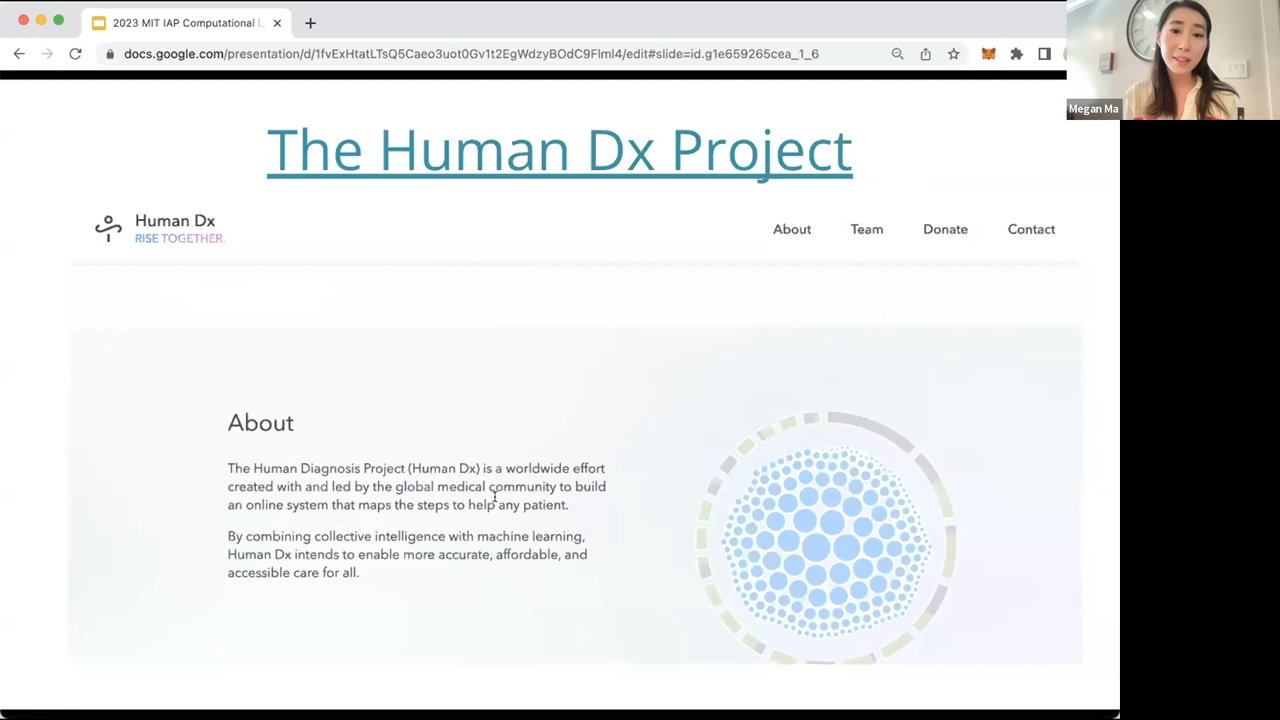 2023 MIT IAP Computational L
docs.google.com/presentation/d/1fvExHtatLTsQ5Caeo3uot0Gv1t2EgWdzyBOdC9Flml4/edit#slide=id.g1e659265cea_1_6
Megan Ma
The Human Dx Project
Human Dx
RISE TOGETHER.
About Team Donate Contact
About
The Human Diagnosis Project (Human Dx) is a worldwide effort
created with and led by the global medical community to build
an online system that maps the steps to help any patient.
By combining collective intelligence with machine learning,
Human Dx intends to enable more accurate, affordable, and
accessible care for all.